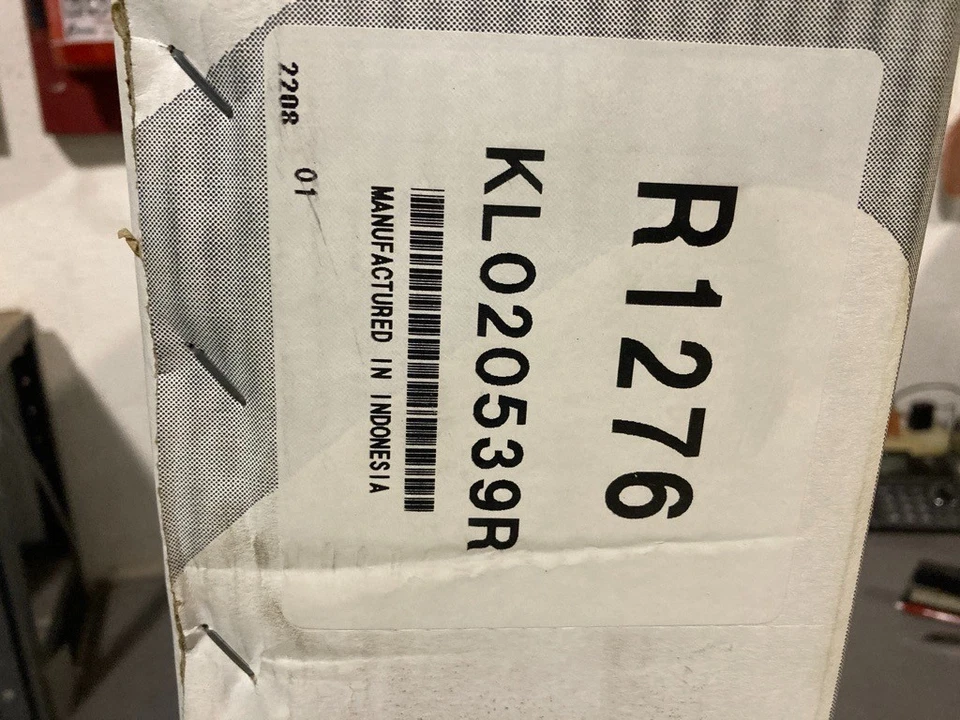 R1276
KL020539R
MANUFACTURED IN INDONESIA
2208 01